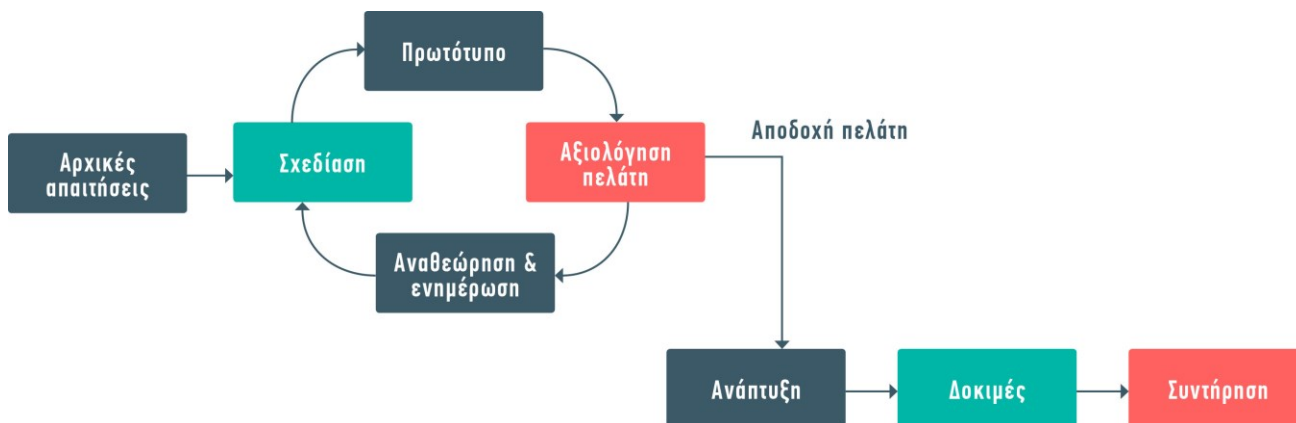 Πρωτότυπο
Αποδοχή πελάτη
Αρχικές
απαιτήσεις
Σχεδίαση
Αξιολόγηση
πελάτη
Αναθεώρηση &
ενημέρωση
Ανάπτυξη
Δοκιμές
Συντήρηση